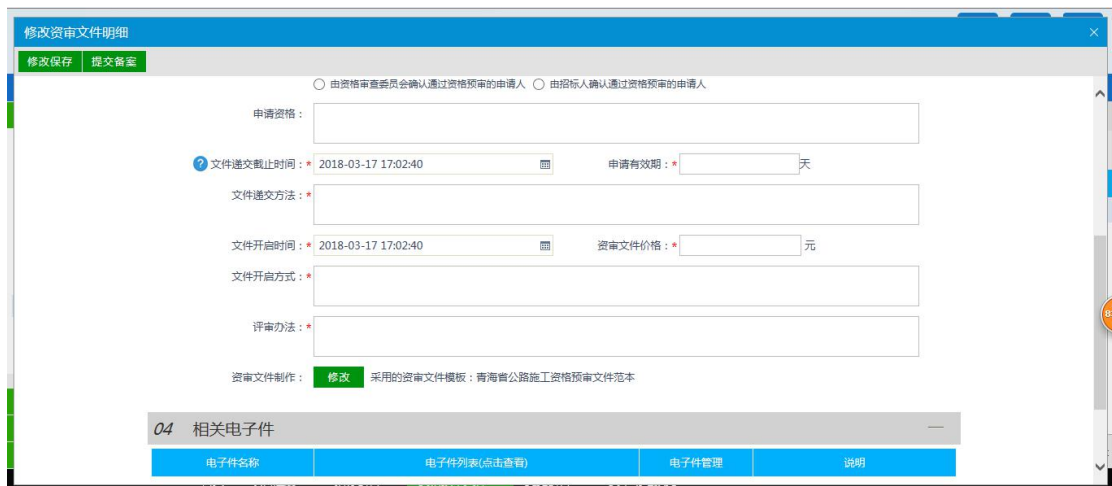 修改资审文件明细
修改保存 提交备案
由资格审查委员会确认通过资格预审的申请人 由招标人确认通过资格预审的申请人
申请资格：
文件递交截止时间：* 2018-03-17 17:02:40 申请有效期：* 天
文件递交方法：*
文件开启时间：* 2018-03-17 17:02:40 资审文件价格：* 元
文件开启方式：*
评审办法：*
资审文件制作： 修改 采用的资审文件模板：青海省公路施工资格预审文件范本
04 相关电子件
电子件名称 电子件列表(点击查看) 电子件管理 说明